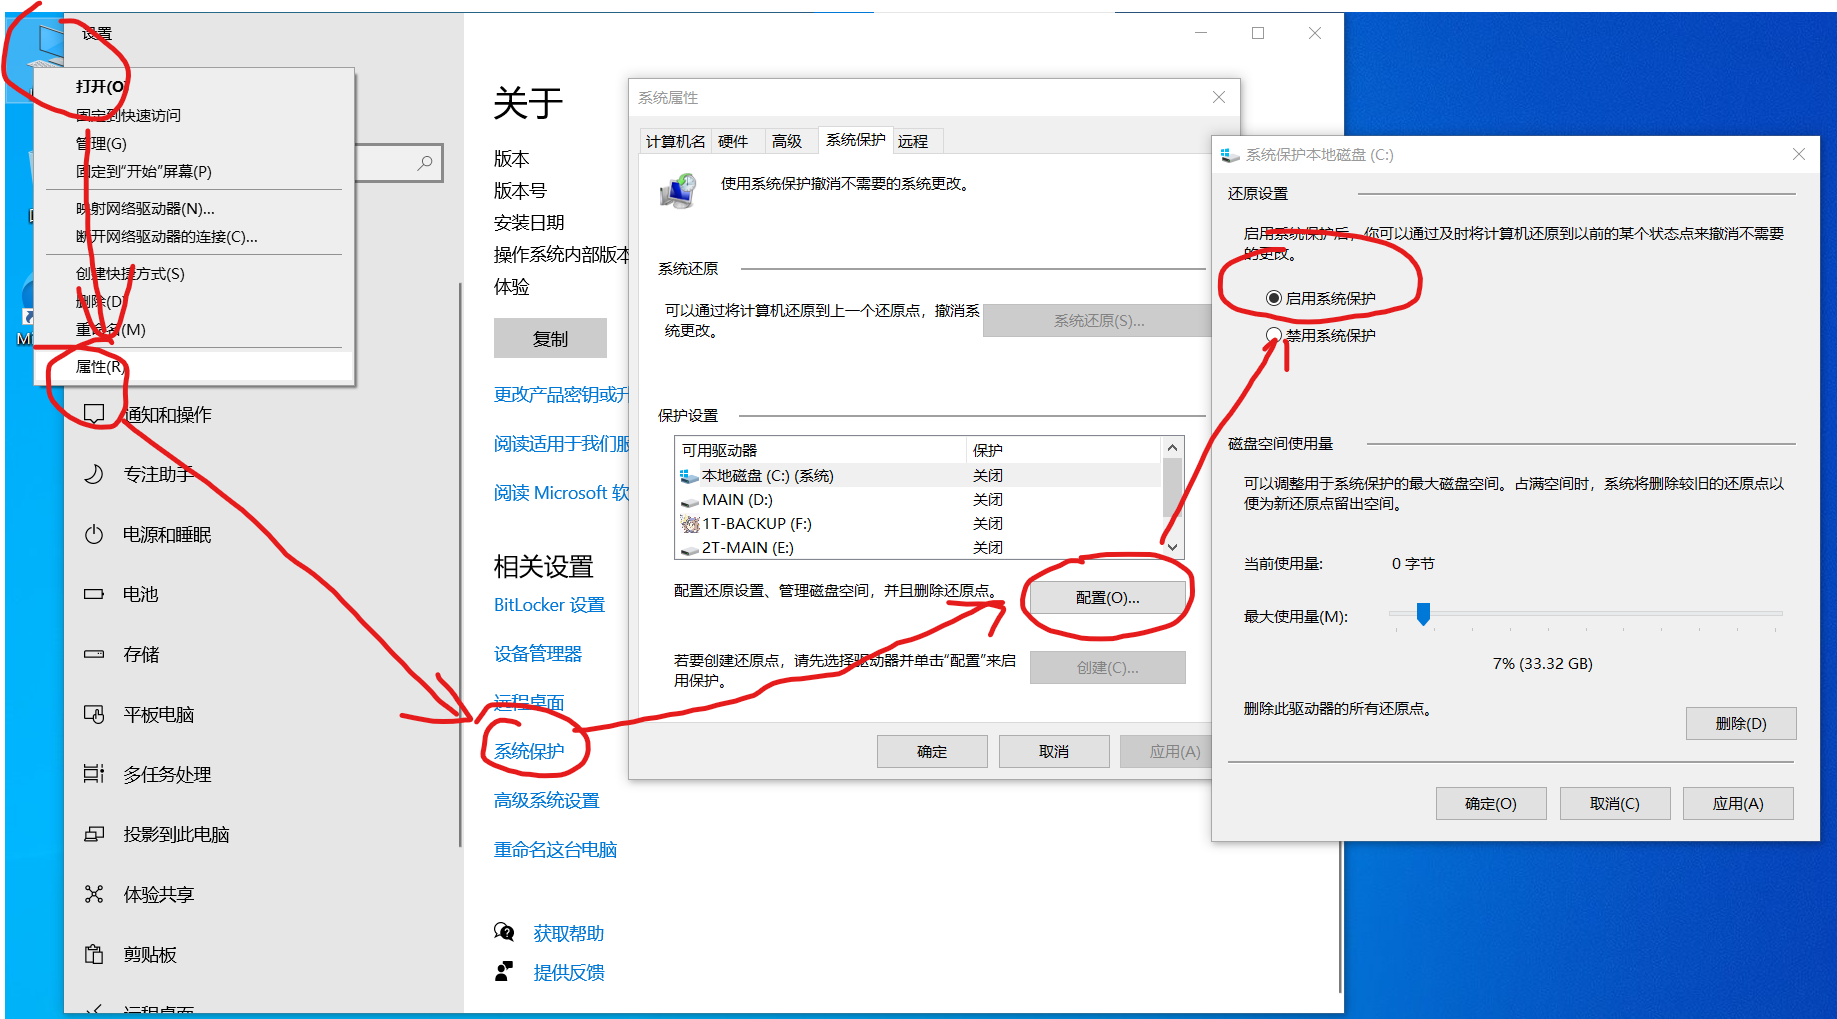 设置
打开(O)
固定到快速访问
管理(G)
固定到“开始”屏幕(P)
映射网络驱动器(N)...
断开网络驱动器的连接(C)...
创建快捷方式(S)
删除(D)
重命名(M)
属性(R)
通知和操作
专注助手
电源和睡眠
电池
存储
平板电脑
多任务处理
投影到此电脑
体验共享
剪贴板
远程桌面
关于
版本
版本号
安装日期
操作系统内部版本
体验
复制
更改产品密钥或升
阅读适用于我们服
阅读 Microsoft 软
相关设置
BitLocker 设置
设备管理器
远程桌面
系统保护
高级系统设置
重命名这台电脑
获取帮助
提供反馈
系统属性
计算机名 硬件 高级 系统保护 远程
使用系统保护撤消不需要的系统更改。
系统还原
可以通过将计算机还原到上一个还原点，撤消系
统更改。
系统还原(S)...
保护设置
可用驱动器 保护
本地磁盘 (C:) (系统) 关闭
MAIN (D:) 关闭
1T-BACKUP (F:) 关闭
2T-MAIN (E:) 关闭
配置还原设置、管理磁盘空间，并且删除还原点。
配置(O)...
若要创建还原点，请先选择驱动器并单击“配置”来启
用保护。
创建(C)...
确定 取消 应用(A)
系统保护本地磁盘 (C:)
还原设置
启用系统保护后，你可以通过及时将计算机还原到以前的某个状态点来撤消不需要
的更改。
启用系统保护
禁用系统保护
磁盘空间使用量
可以调整用于系统保护的最大磁盘空间。占满空间时，系统将删除较旧的还原点以
便为新还原点留出空间。
当前使用量: 0 字节
最大使用量(M):
7% (33.32 GB)
删除此驱动器的所有还原点。
删除(D)
确定(O) 取消(C) 应用(A)